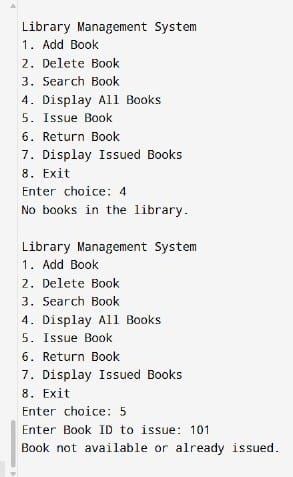 Library Management System
1. Add Book
2. Delete Book
3. Search Book
4. Display All Books
5. Issue Book
6. Return Book
7. Display Issued Books
8. Exit
Enter choice: 4
No books in the library.

Library Management System
1. Add Book
2. Delete Book
3. Search Book
4. Display All Books
5. Issue Book
6. Return Book
7. Display Issued Books
8. Exit
Enter choice: 5
Enter Book ID to issue: 101
Book not available or already issued.